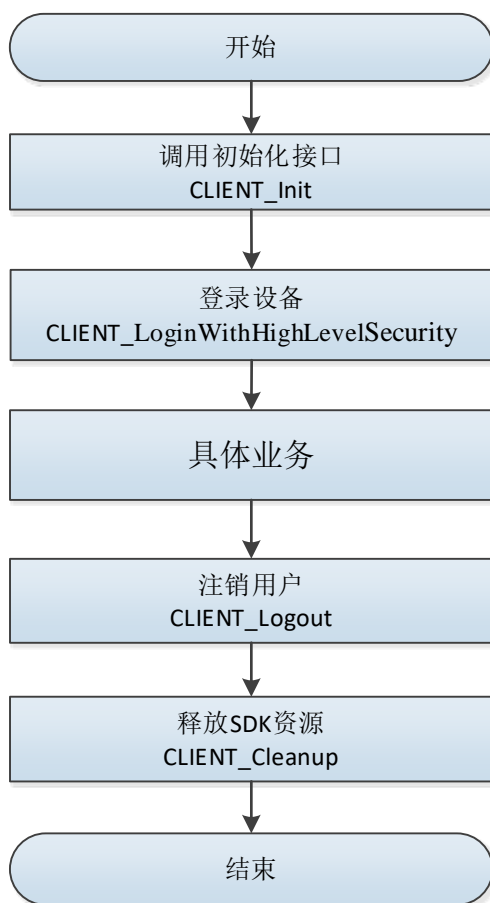 开始
调用初始化接口
CLIENT_Init
登录设备
CLIENT_LoginWithHighLevelSecurity
具体业务
注销用户
CLIENT_Logout
释放SDK资源
CLIENT_Cleanup
结束